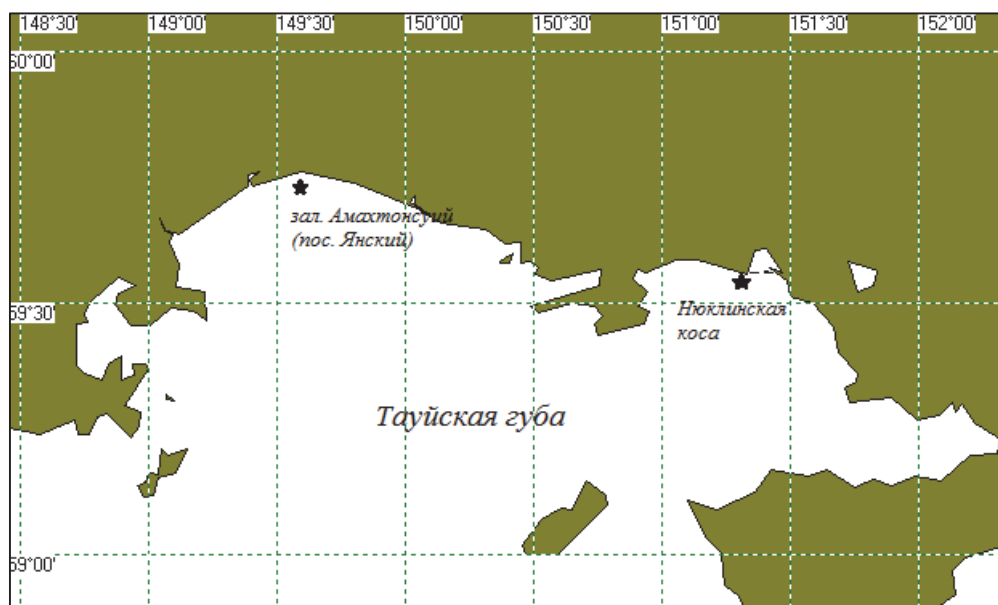 148°30' 149°00' 149°30' 150°00' 150°30' 151°00' 151°30' 152°00'
60°00'
зал. Амахтонсуий
(пос. Янский)
59°30'
Нюклинская
коса
Тауйская губа
59°00'